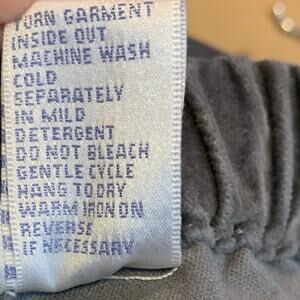 TURN GARMENT
INSIDE OUT
MACHINE WASH
COLD
SEPARATELY
IN MILD
DETERGENT
DO NOT BLEACH
GENTLE CYCLE
HANG TO DRY
WARM IRON ON
REVERSE
IF NECESSARY